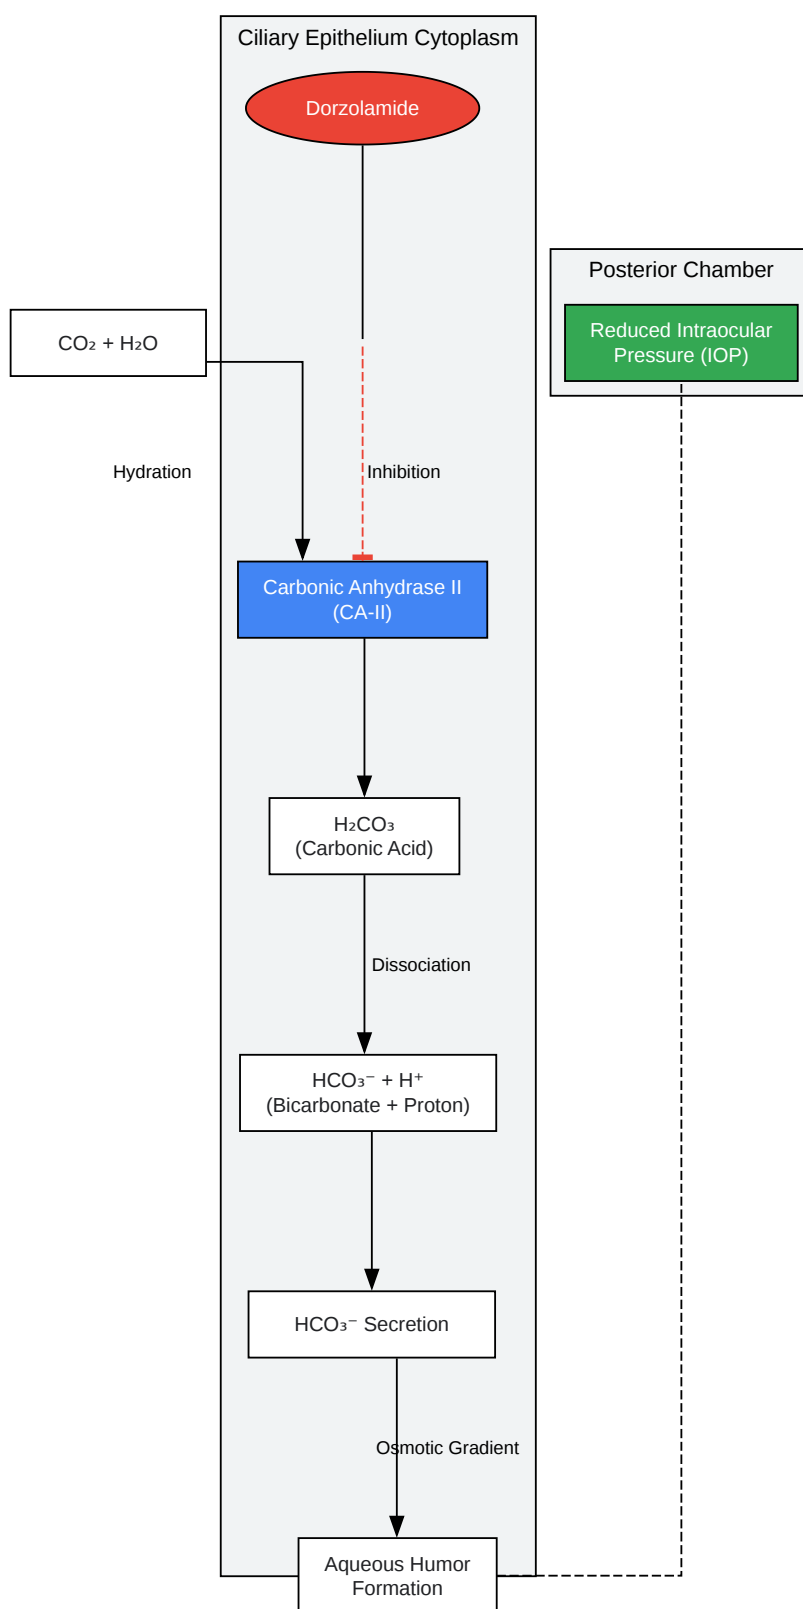 Ciliary Epithelium Cytoplasm
Dorzolamide
Posterior Chamber
Reduced Intraocular
Pressure (IOP)
CO₂ + H₂O
Hydration
Inhibition
Carbonic Anhydrase II
(CA-II)
H₂CO₃
(Carbonic Acid)
Dissociation
HCO₃⁻ + H⁺
(Bicarbonate + Proton)
HCO₃⁻ Secretion
Osmotic Gradient
Aqueous Humor
Formation